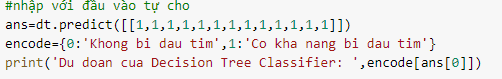 #nhập với đầu vào tự cho
ans=dt.predict([[1,1,1,1,1,1,1,1,1,1,1,1,1]])
encode={0:'Khong bi dau tim',1:'Co kha nang bi dau tim'}
print('Du doan cua Decision Tree Classifier: ',encode[ans[0]])